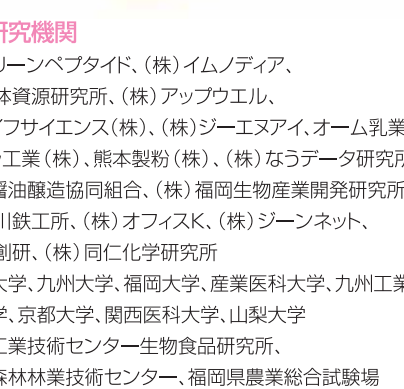 研究機関
リーンペプタイド、（株）イムノディア、
体資源研究所、（株）アップウエル、
イフサイエンス（株）、（株）ジーエヌアイ、オーム乳業
工業（株）、熊本製粉（株）、（株）なうデータ研究所
醤油醸造協同組合、（株）福岡生物産業開発研究所
川鉄工所、（株）オフィスK、（株）ジーンネット、
創研、（株）同仁化学研究所
大学、九州大学、福岡大学、産業医科大学、九州工業
学、京都大学、関西医科大学、山梨大学
工業技術センター生物食品研究所、
森林林業技術センター、福岡県農業総合試験場